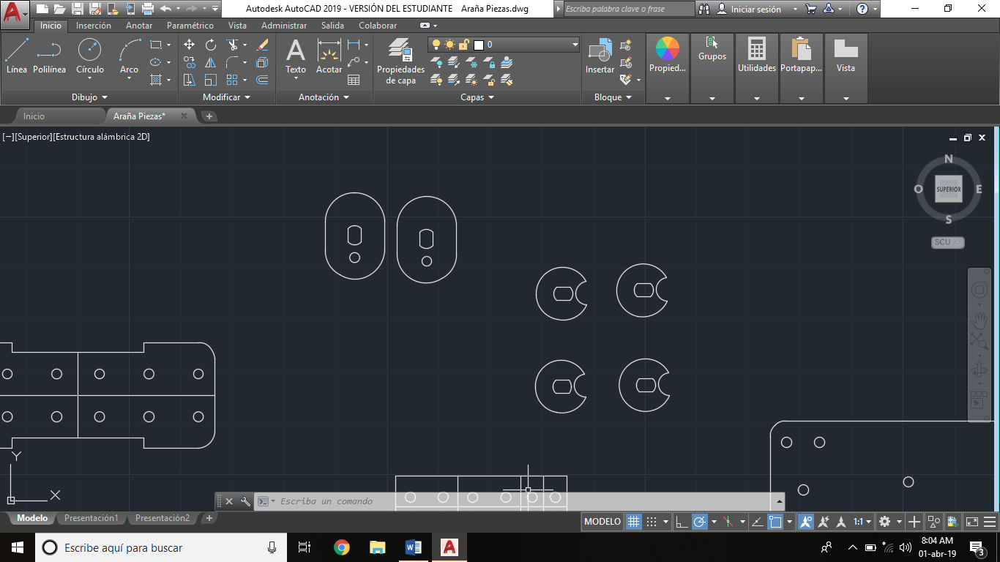 Autodesk AutoCAD 2019 - VERSIÓN DEL ESTUDIANTE Araña Piezas.dwg
Escriba palabra clave o frase
Iniciar sesión
Inicio Inserción Anotar Paramétrico Vista Administrar Salida Colaborar
0
Línea Polilínea Círculo Arco
Texto Acotar
Propiedades
de capa
Insertar
Propied...
Grupos
Utilidades
Portapap...
Vista
Dibujo Modificar Anotación Capas Bloque
Inicio Araña Piezas*
[−][Superior][Estructura alámbrica 2D]
N
O SUPERIOR E
S
SCU
Y
X
Escriba un comando
Modelo Presentación1 Presentación2
MODELO 1:1
Escribe aquí para buscar
8:04 AM
01-abr-19
3